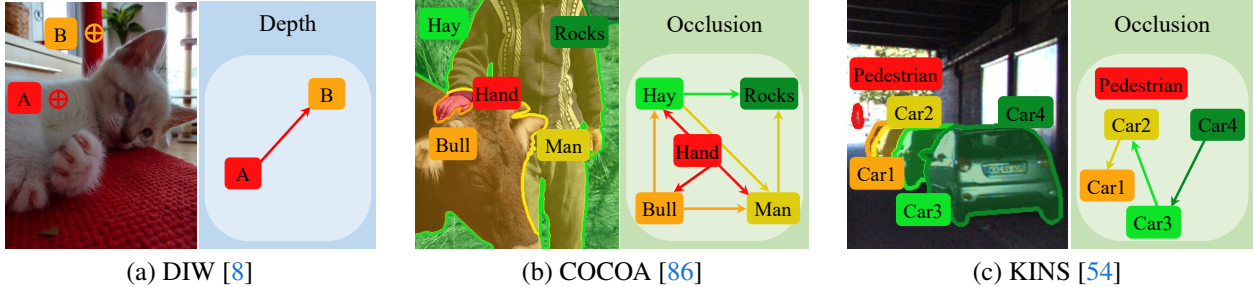 B
A
Depth
B
A
(a) DIW [8]
Hay
Rocks
Hand
Bull
Man
Occlusion
Hay
Rocks
Hand
Bull
Man
(b) COCOA [86]
Pedestrian
Car2
Car4
Car1
Car3
Occlusion
Pedestrian
Car2
Car4
Car1
Car3
(c) KINS [54]